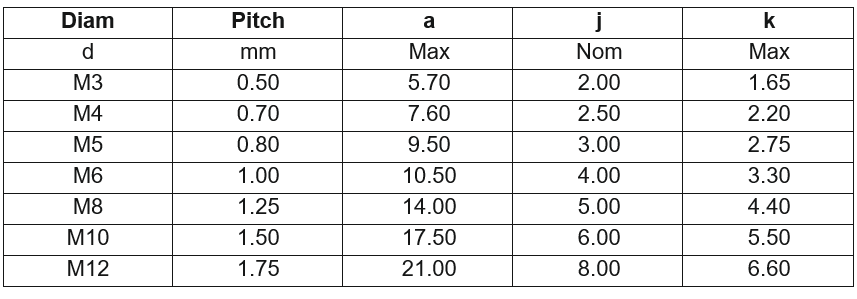 Diam Pitch a j k
d mm Max Nom Max
M3 0.50 5.70 2.00 1.65
M4 0.70 7.60 2.50 2.20
M5 0.80 9.50 3.00 2.75
M6 1.00 10.50 4.00 3.30
M8 1.25 14.00 5.00 4.40
M10 1.50 17.50 6.00 5.50
M12 1.75 21.00 8.00 6.60